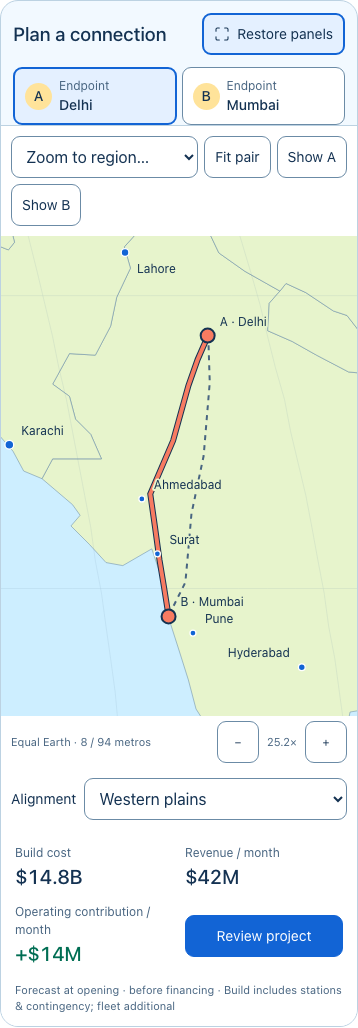 Plan a connection
Restore panels
A
Endpoint
Delhi
B
Endpoint
Mumbai
Zoom to region...
Fit pair
Show A
Show B
Lahore
A · Delhi
Karachi
Ahmedabad
Surat
B · Mumbai
Pune
Hyderabad
Equal Earth · 8 / 94 metros
−
25.2×
+
Alignment
Western plains
Build cost
$14.8B
Revenue / month
$42M
Operating contribution /
month
+$14M
Review project
Forecast at opening · before financing · Build includes stations
& contingency; fleet additional